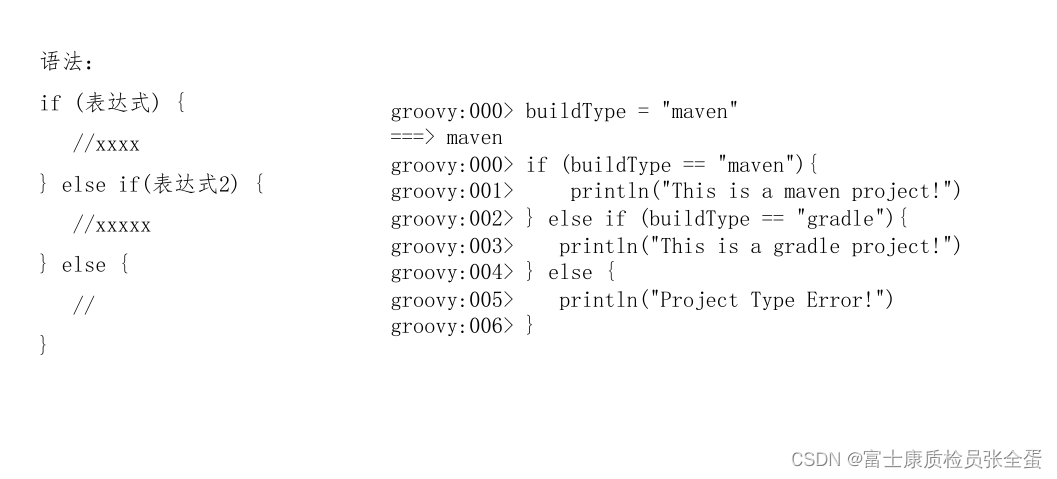 语法：
if (表达式) {
//xxxx
} else if(表达式2) {
//xxxxx
} else {
//
}
groovy:000> buildType = "maven"
===> maven
groovy:000> if (buildType == "maven"){
groovy:001>     println("This is a maven project!")
groovy:002> } else if (buildType == "gradle"){
groovy:003>    println("This is a gradle project!")
groovy:004> } else {
groovy:005>    println("Project Type Error!")
groovy:006> }
CSDN @富士康质检员张全蛋